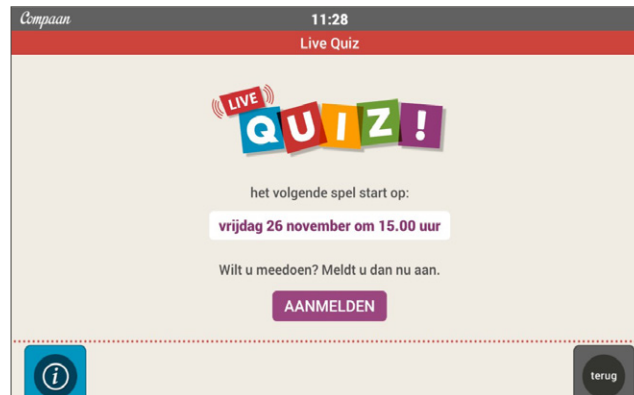 Compaan
11:28
Live Quiz
LIVE
QUIZ!
het volgende spel start op:
vrijdag 26 november om 15.00 uur
Wilt u meedoen? Meldt u dan nu aan.
AANMELDEN
i
terug